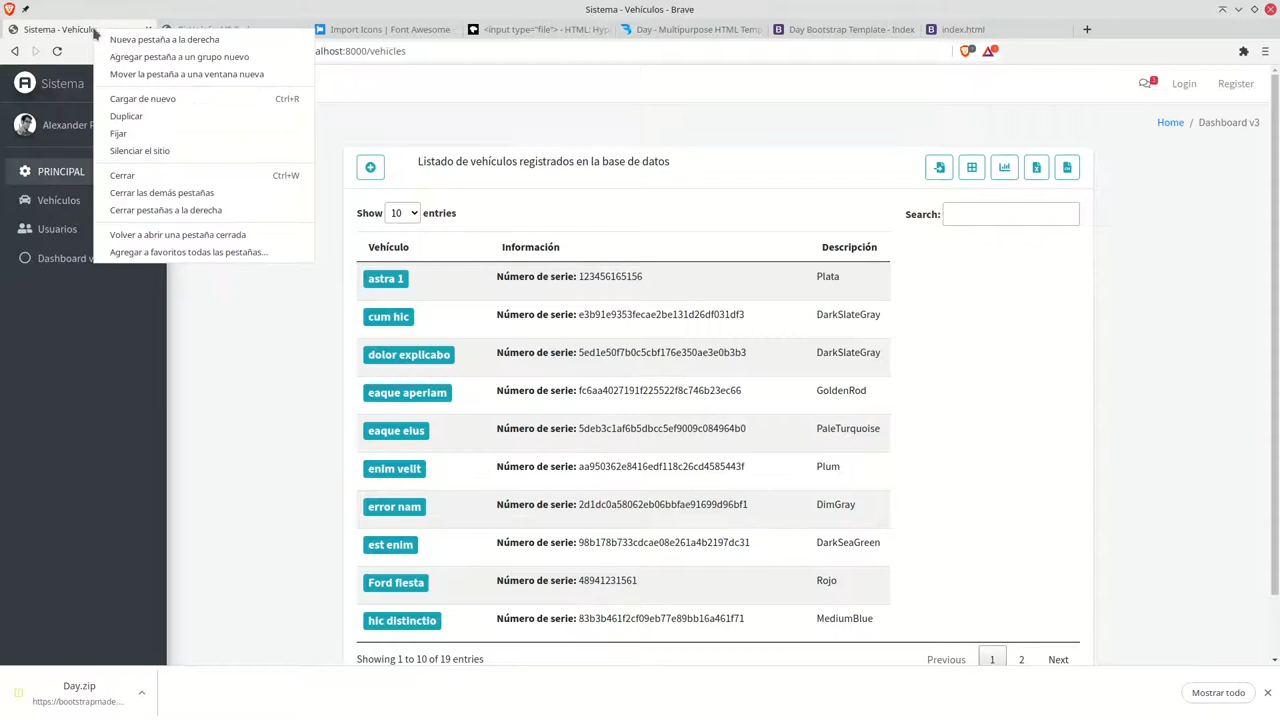 Sistema - Vehículos - Brave
Sistema - Vehículo
Import Icons | Font Awesome
<input type="file"> - HTML: Hyp
Day - Multipurpose HTML Temp
Day Bootstrap Template - Index
index.html
alhost:8000/vehicles
Nueva pestaña a la derecha
Agregar pestaña a un grupo nuevo
Mover la pestaña a una ventana nueva
Cargar de nuevo Ctrl+R
Duplicar
Fijar
Silenciar el sitio
Cerrar Ctrl+W
Cerrar las demás pestañas
Cerrar pestañas a la derecha
Volver a abrir una pestaña cerrada
Agregar a favoritos todas las pestañas...
Sistema
Alexander P
PRINCIPAL
Vehículos
Usuarios
Dashboard v
Login Register
Home / Dashboard v3
Listado de vehículos registrados en la base de datos
Show 10 entries
Search:
Vehículo Información Descripción
astra 1 Número de serie: 123456165156 Plata
cum hic Número de serie: e3b91e9353fecae2be131d26df031df3 DarkSlateGray
dolor explicabo Número de serie: 5ed1e50f7b0c5cbf176e350ae3e0b3b3 DarkSlateGray
eaque aperiam Número de serie: fc6aa4027191f225522f8c746b23ec66 GoldenRod
eaque eius Número de serie: 5deb3c1af6b5dbcc5ef9009c084964b0 PaleTurquoise
enim velit Número de serie: aa950362e8416edf118c26cd4585443f Plum
error nam Número de serie: 2d1dc0a58062eb06bbfae91699d96bf1 DimGray
est enim Número de serie: 98b178b733cdcae08e261a4b2197dc31 DarkSeaGreen
Ford fiesta Número de serie: 48941231561 Rojo
hic distinctio Número de serie: 83b3b461f2cf09eb77e89bb16a461f71 MediumBlue
Showing 1 to 10 of 19 entries
Previous 1 2 Next
Day.zip
https://bootstrapmade....
Mostrar todo